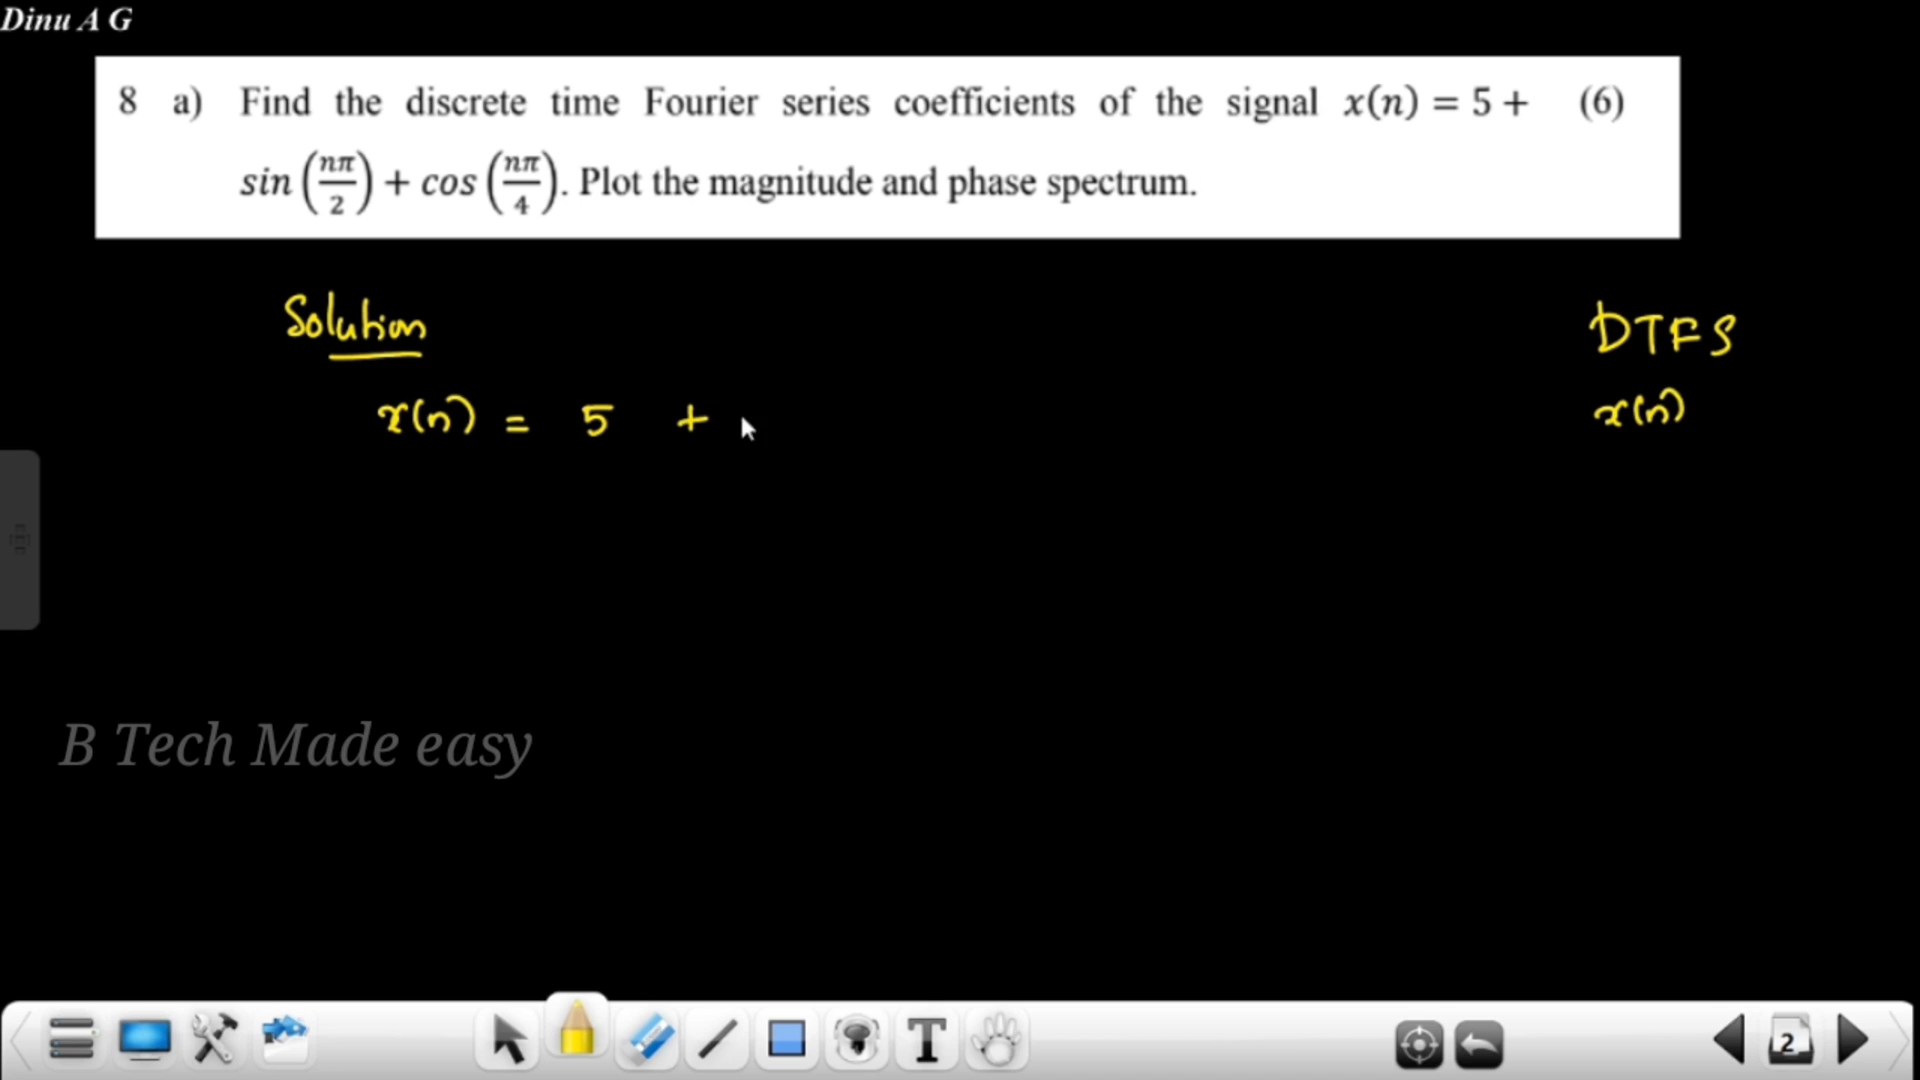 Dinu A G
8 a) Find the discrete time Fourier series coefficients of the signal x(n) = 5 + (6)
sin (nπ/2) + cos (nπ/4). Plot the magnitude and phase spectrum.
Solution
DTFS
x(n) = 5 +
x(n)
B Tech Made easy
T
2